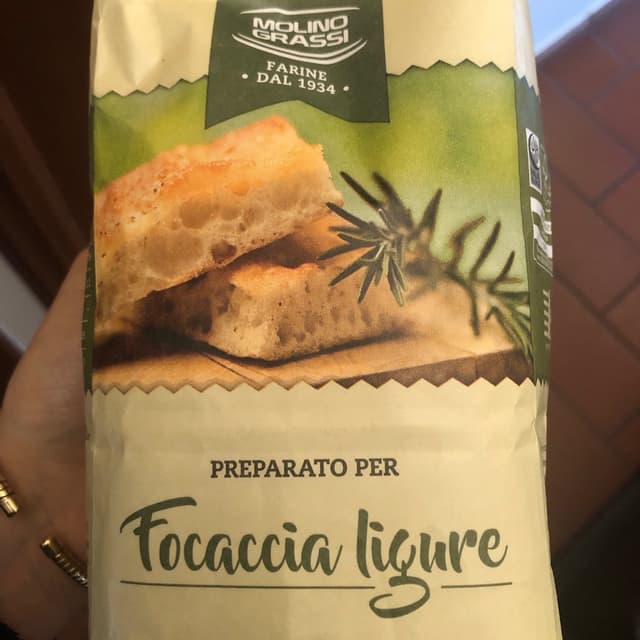 MOLINO
GRASSI
FARINE
• DAL 1934 •
PREPARATO PER
Focaccia ligure